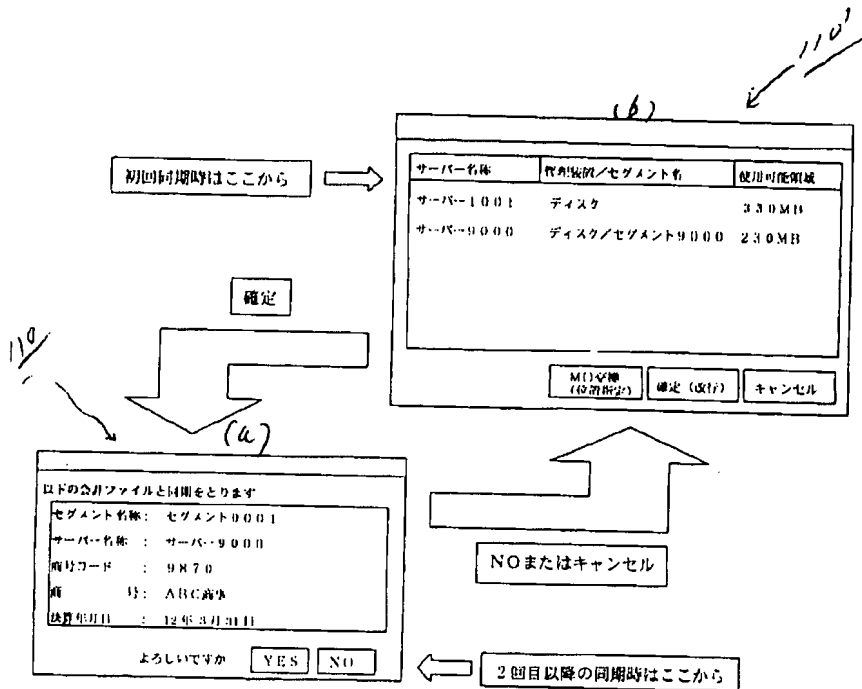 110'
(b)
初回同期時はここから
サーバー名称 管理装置/セグメント名 使用可能領域
サーバー1001 ディスク 330MB
サーバー9000 ディスク/セグメント9000 230MB
MO交換 (位置指定) 確定(改行) キャンセル
確定
110
(a)
以下の会計ファイルと同期をとります
セグメント名称: セグメント0001
サーバー名称 : サーバー9000
商号コード : 9870
商 号: ABC商事
決算年月日 : 12年3月31日
よろしいですか YES NO
NOまたはキャンセル
2回目以降の同期時はここから